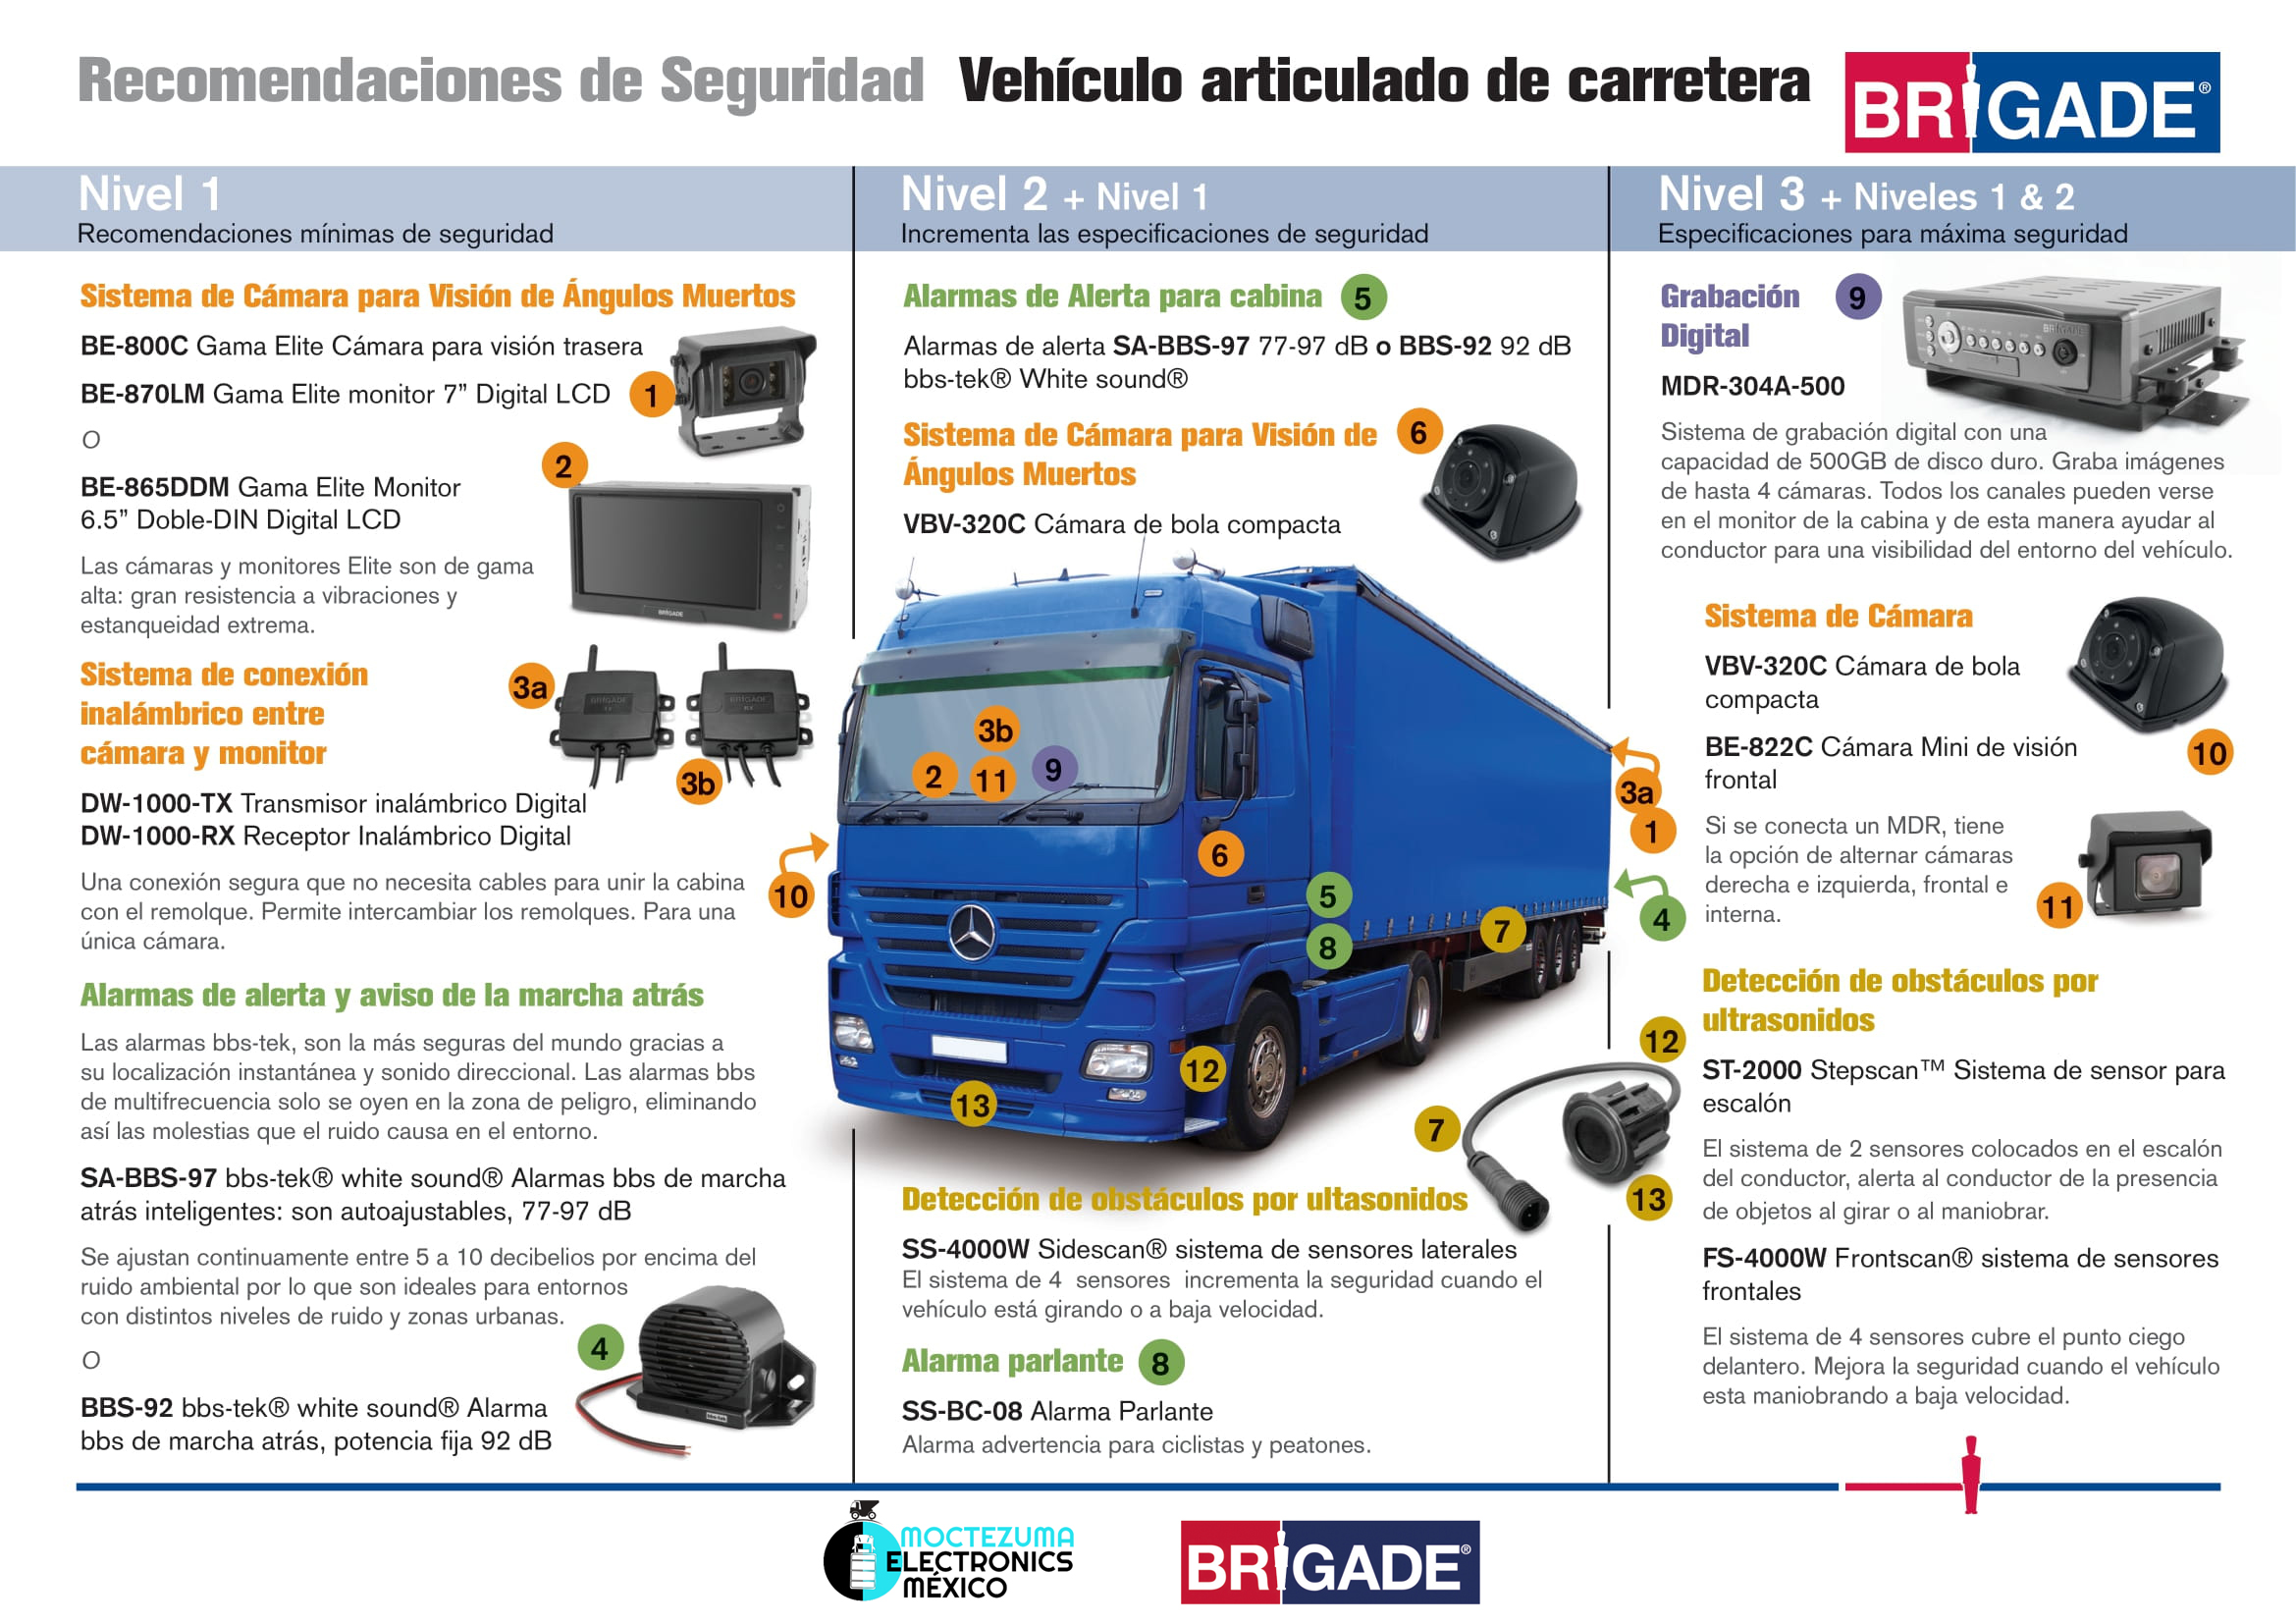 Recomendaciones de Seguridad Vehículo articulado de carretera
BRIGADE®
Nivel 1
Recomendaciones mínimas de seguridad
Sistema de Cámara para Visión de Ángulos Muertos
BE-800C Gama Elite Cámara para visión trasera
BE-870LM Gama Elite monitor 7” Digital LCD
1
O
2
BE-865DDM Gama Elite Monitor
6.5” Doble-DIN Digital LCD
BRIGADE
Las cámaras y monitores Elite son de gama
alta: gran resistencia a vibraciones y
estanqueidad extrema.
Sistema de conexión
inalámbrico entre
cámara y monitor
3a
BRIGADE
TX
BRIGADE
RX
3b
DW-1000-TX Transmisor inalámbrico Digital
DW-1000-RX Receptor Inalámbrico Digital
Una conexión segura que no necesita cables para unir la cabina
con el remolque. Permite intercambiar los remolques. Para una
única cámara.
Alarmas de alerta y aviso de la marcha atrás
Las alarmas bbs-tek, son la más seguras del mundo gracias a
su localización instantánea y sonido direccional. Las alarmas bbs
de multifrecuencia solo se oyen en la zona de peligro, eliminando
así las molestias que el ruido causa en el entorno.
SA-BBS-97 bbs-tek® white sound® Alarmas bbs de marcha
atrás inteligentes: son autoajustables, 77-97 dB
Se ajustan continuamente entre 5 a 10 decibelios por encima del
ruido ambiental por lo que son ideales para entornos
con distintos niveles de ruido y zonas urbanas.
4
O
BBS-92 bbs-tek® white sound® Alarma
bbs de marcha atrás, potencia fija 92 dB
bbs-tek
Nivel 2 + Nivel 1
Incrementa las especificaciones de seguridad
Alarmas de Alerta para cabina 5
Alarmas de alerta SA-BBS-97 77-97 dB o BBS-92 92 dB
bbs-tek® White sound®
Sistema de Cámara para Visión de 6
Ángulos Muertos
VBV-320C Cámara de bola compacta
3b
2 11 9
3a
1
6
10
5
4
8
7
12
13
7
12
13
Detección de obstáculos por ultasonidos
SS-4000W Sidescan® sistema de sensores laterales
El sistema de 4 sensores incrementa la seguridad cuando el
vehículo está girando o a baja velocidad.
Alarma parlante 8
SS-BC-08 Alarma Parlante
Alarma advertencia para ciclistas y peatones.
Nivel 3 + Niveles 1 & 2
Especificaciones para máxima seguridad
Grabación 9
Digital
BRIGADE
MDR-304A-500
Sistema de grabación digital con una
capacidad de 500GB de disco duro. Graba imágenes
de hasta 4 cámaras. Todos los canales pueden verse
en el monitor de la cabina y de esta manera ayudar al
conductor para una visibilidad del entorno del vehículo.
Sistema de Cámara
VBV-320C Cámara de bola
compacta
10
BE-822C Cámara Mini de visión
frontal
Si se conecta un MDR, tiene
la opción de alternar cámaras
derecha e izquierda, frontal e
interna.
11
Detección de obstáculos por
ultrasonidos
ST-2000 Stepscan™ Sistema de sensor para
escalón
El sistema de 2 sensores colocados en el escalón
del conductor, alerta al conductor de la presencia
de objetos al girar o al maniobrar.
FS-4000W Frontscan® sistema de sensores
frontales
El sistema de 4 sensores cubre el punto ciego
delantero. Mejora la seguridad cuando el vehículo
esta maniobrando a baja velocidad.
MOCTEZUMA
ELECTRONICS
MÉXICO
BRIGADE®